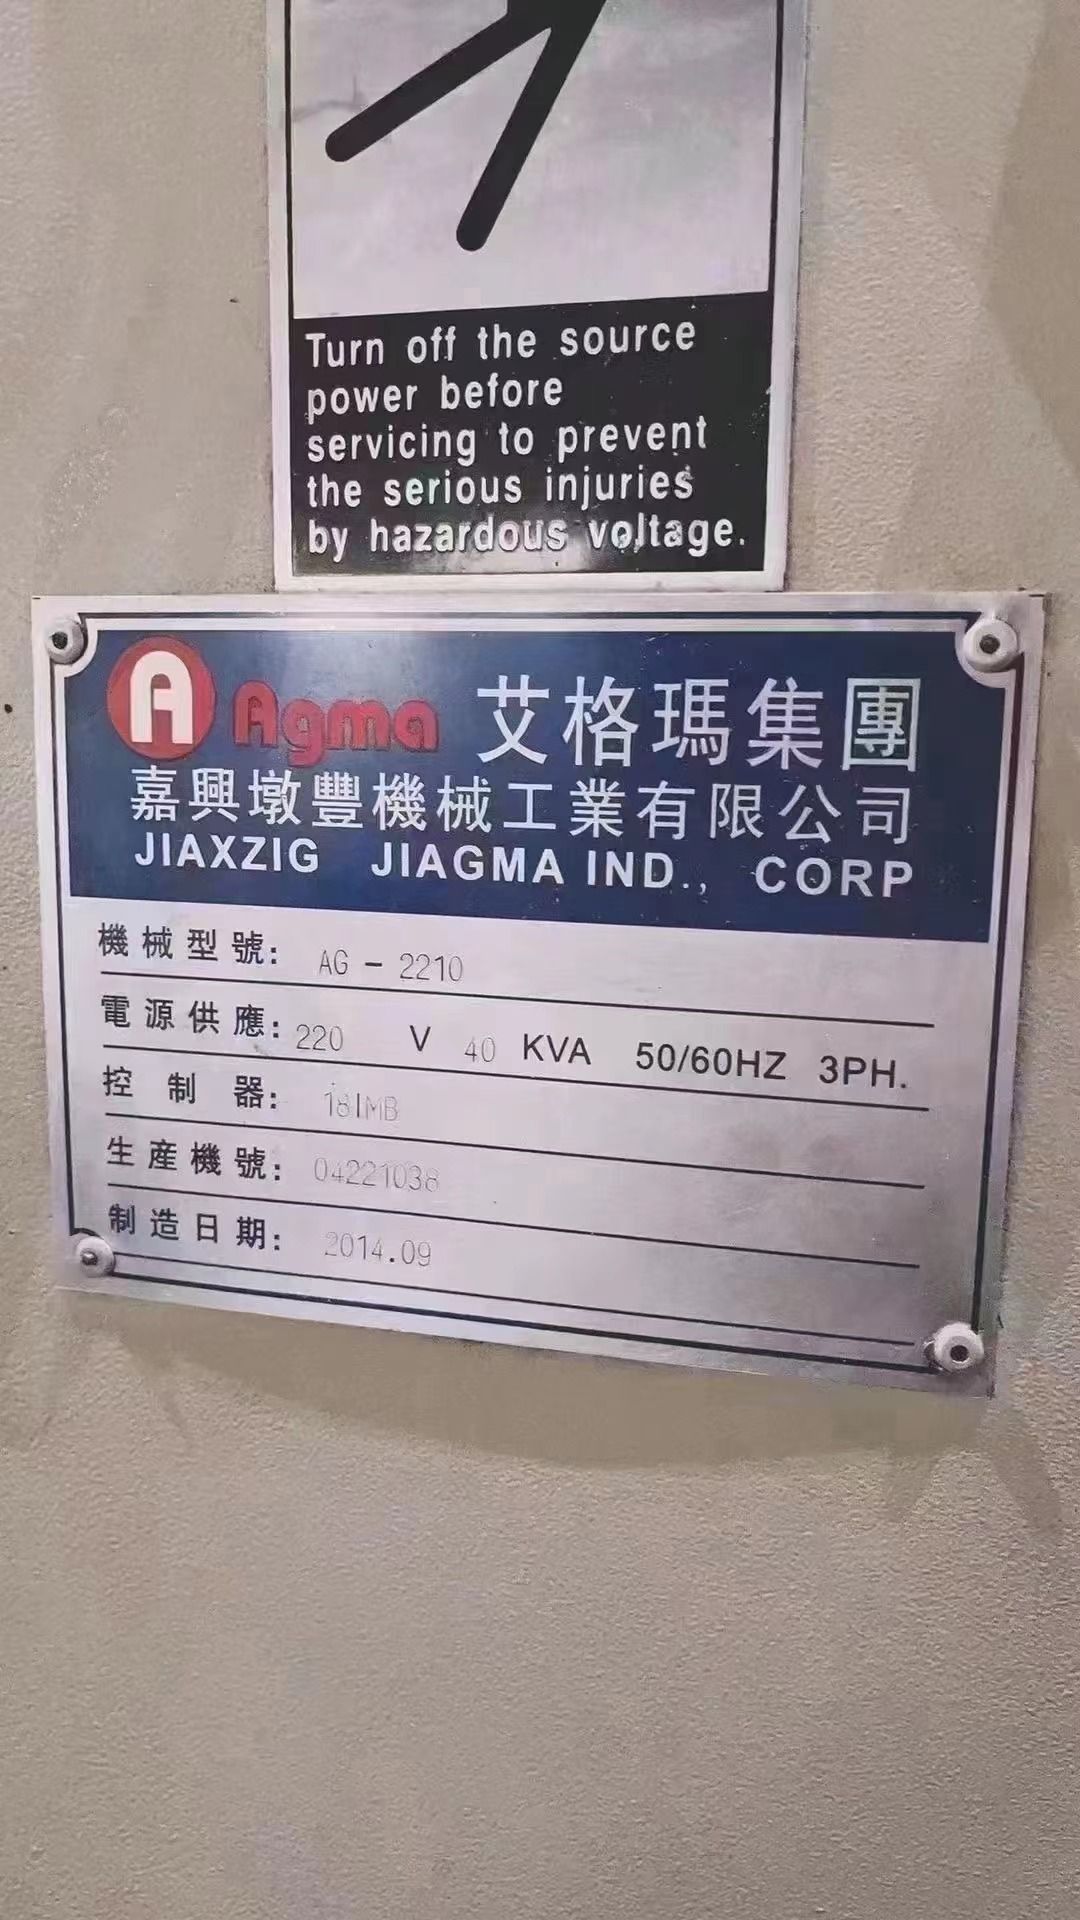 Turn off the source
power before
servicing to prevent
the serious injuries
by hazardous voltage.
A Agma 艾格瑪集團
嘉興墩豐機械工業有限公司
JIAXZIG JIAGMA IND., CORP
機械型號: AG - 2210
電源供應: 220 V 40 KVA 50/60HZ 3PH.
控制器: 18IMB
生産機號: 04221038
制造日期: 2014.09